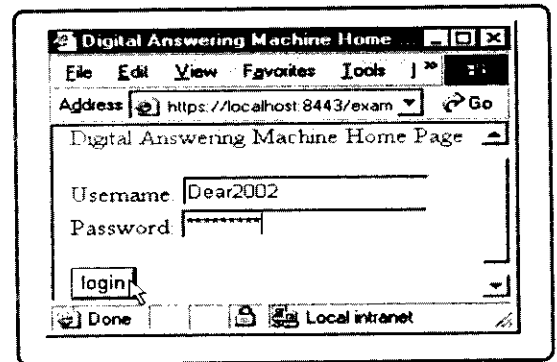 Digital Answering Machine Home ...
File Edit View Favorites Tools »
Address https://localhost:8443/exam Go
Digital Answering Machine Home Page
Username: Dear2002
Password: *********
login
Done Local intranet